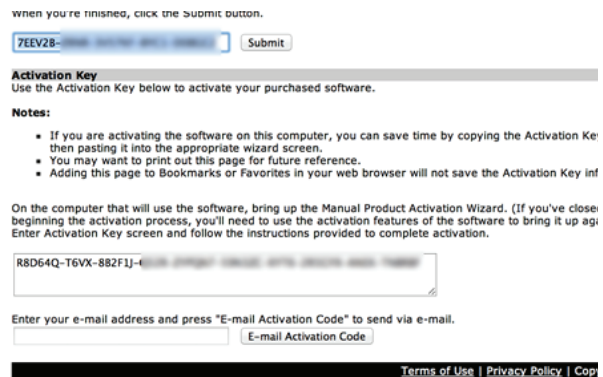 When you're finished, click the Submit button.
7EEV2B-
Submit
Activation Key
Use the Activation Key below to activate your purchased software.
Notes:
If you are activating the software on this computer, you can save time by copying the Activation Key
then pasting it into the appropriate wizard screen.
You may want to print out this page for future reference.
Adding this page to Bookmarks or Favorites in your web browser will not save the Activation Key inf
On the computer that will use the software, bring up the Manual Product Activation Wizard. (If you've close
beginning the activation process, you'll need to use the activation features of the software to bring it up aga
Enter Activation Key screen and follow the instructions provided to complete activation.
R8D64Q-T6VX-882F1J-
Enter your e-mail address and press "E-mail Activation Code" to send via e-mail.
E-mail Activation Code
Terms of Use | Privacy Policy | Cop